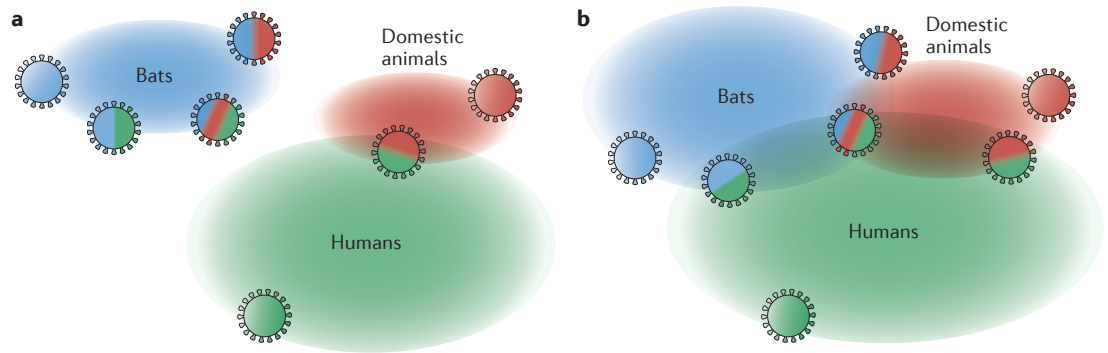 a
Bats
Domestic
animals
Humans
b
Bats
Domestic
animals
Humans